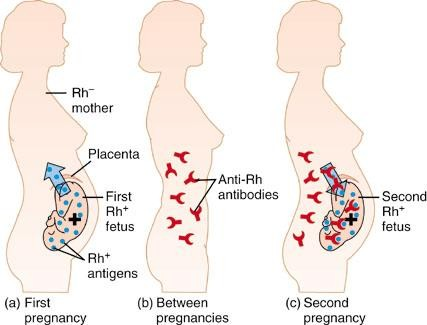 Rh⁻
mother
Placenta
First
Rh⁺
fetus
Rh⁺
antigens
(a) First
pregnancy
Anti-Rh
antibodies
(b) Between
pregnancies
Second
Rh⁺
fetus
(c) Second
pregnancy